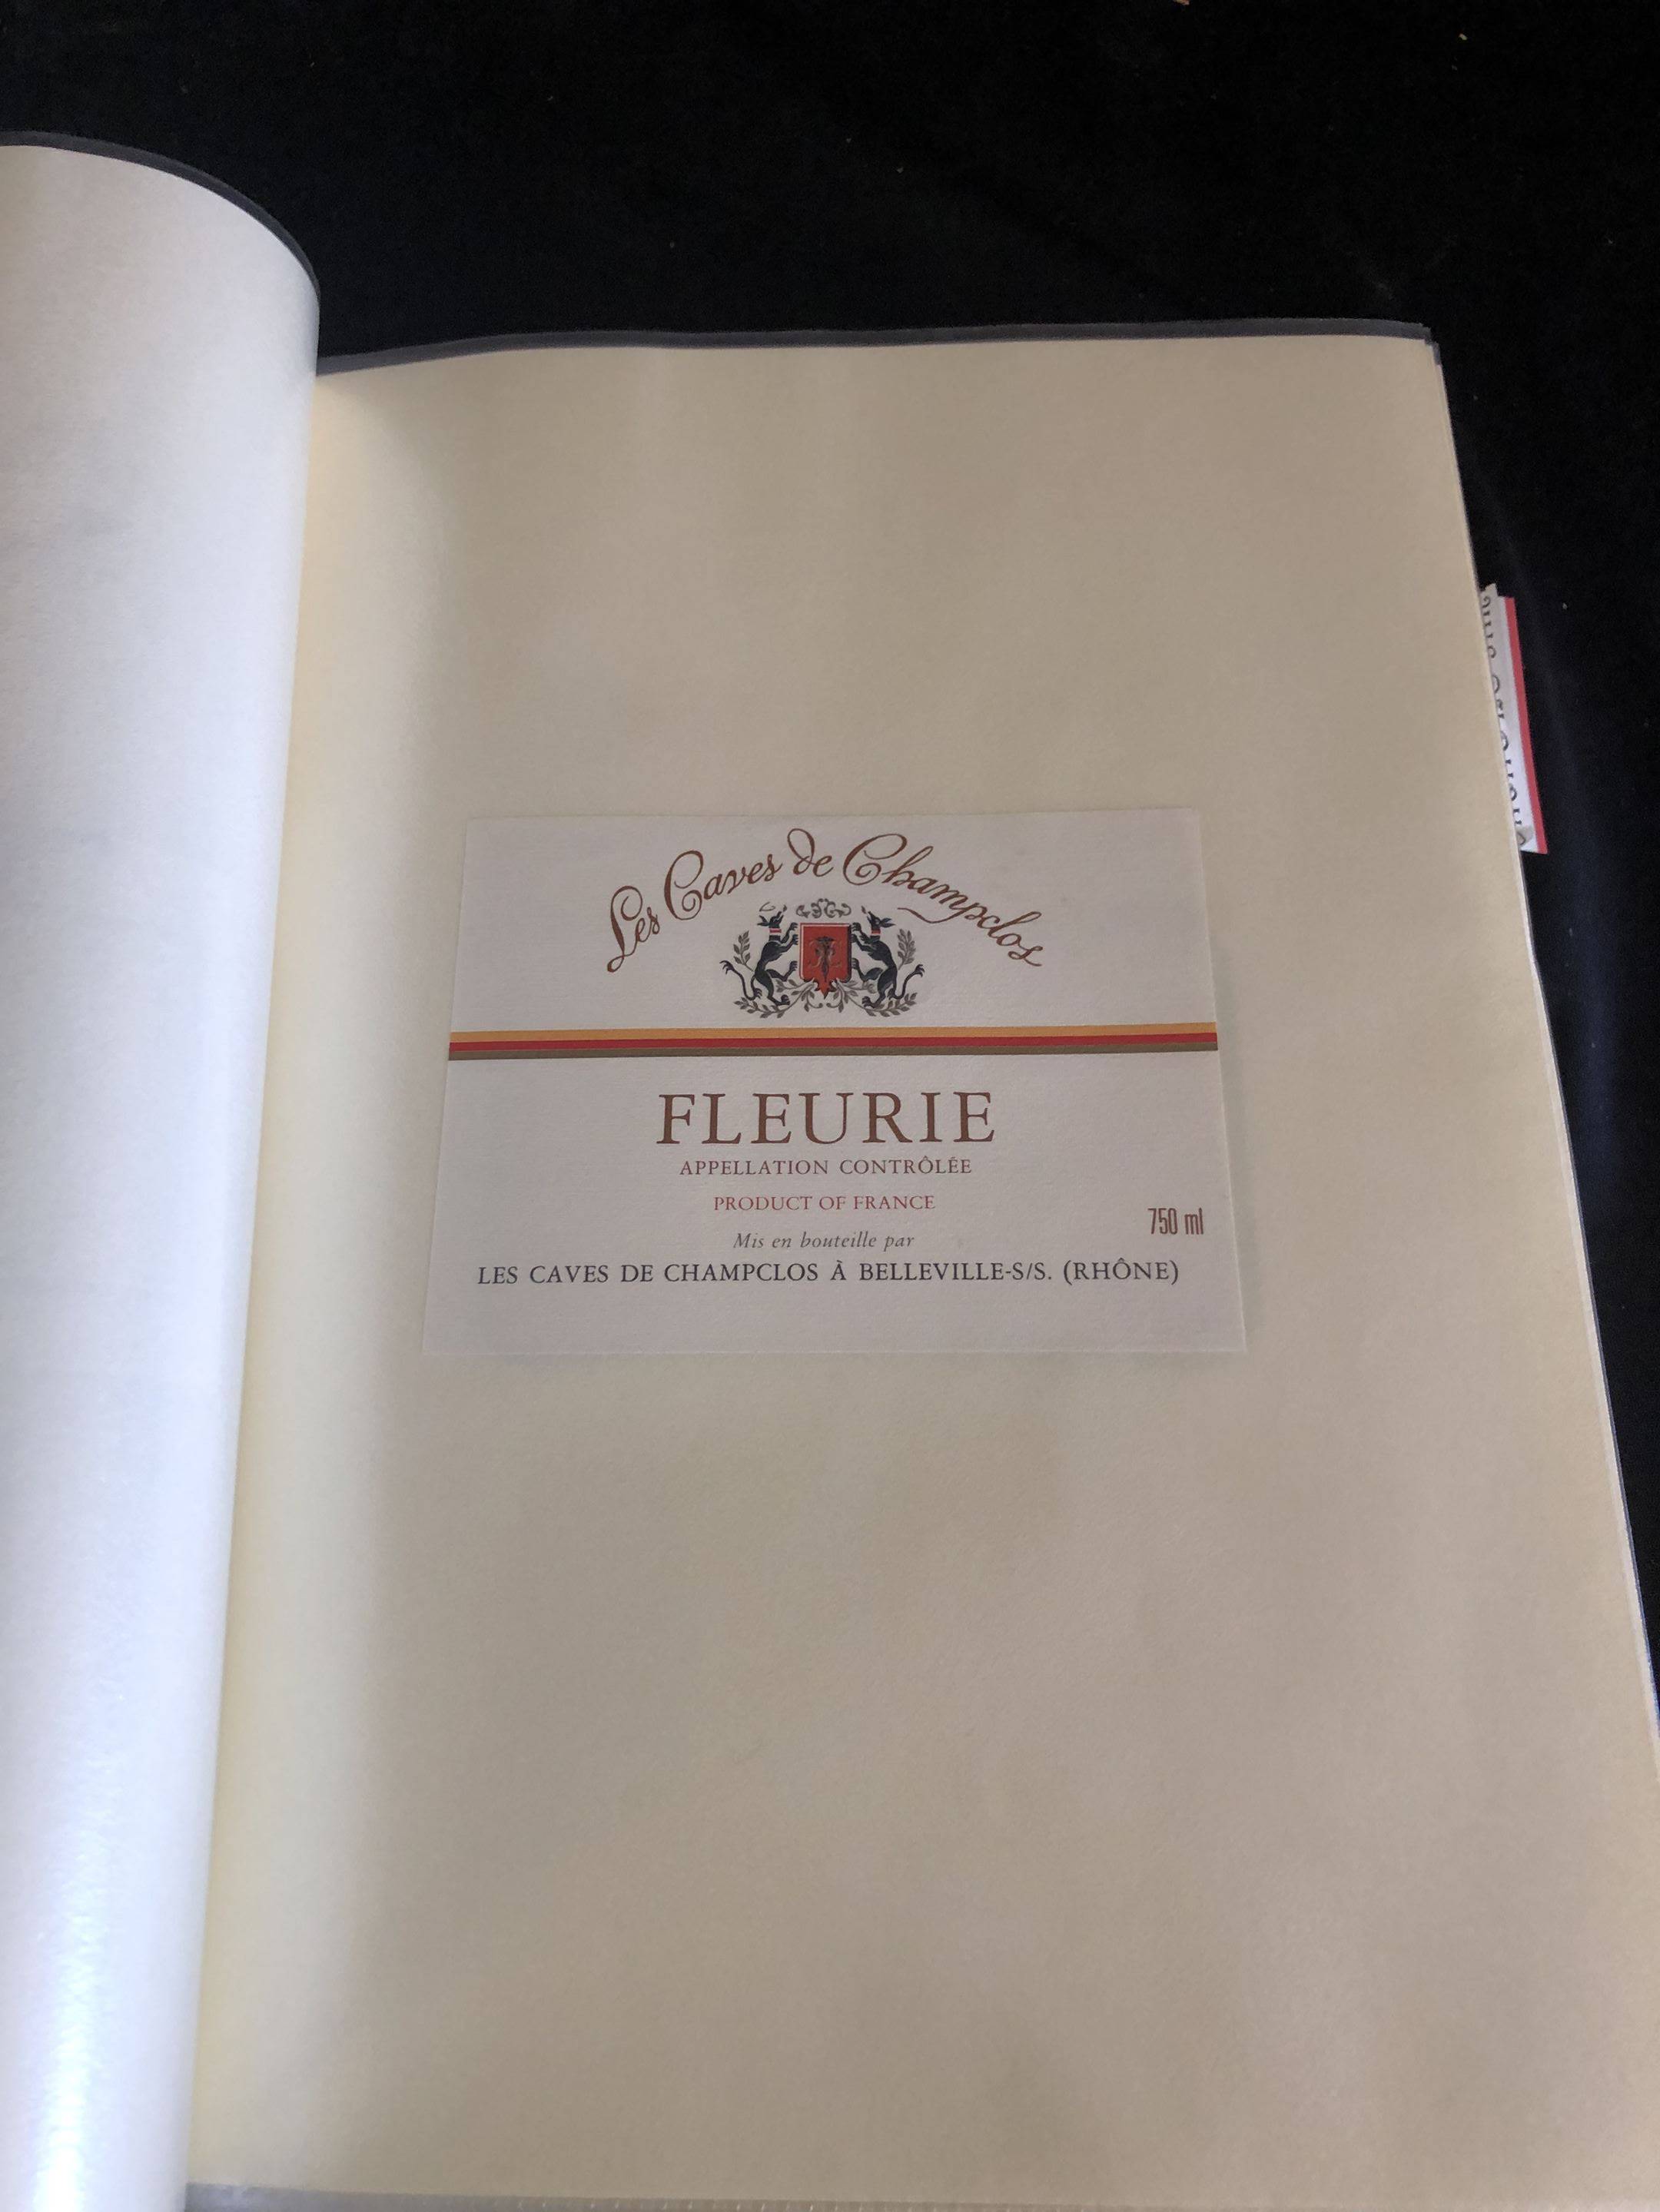 Les Caves de Champclos
FLEURIE
APPELLATION CONTRÔLÉE
PRODUCT OF FRANCE
750 ml
Mis en bouteille par
LES CAVES DE CHAMPCLOS À BELLEVILLE-S/S. (RHÔNE)